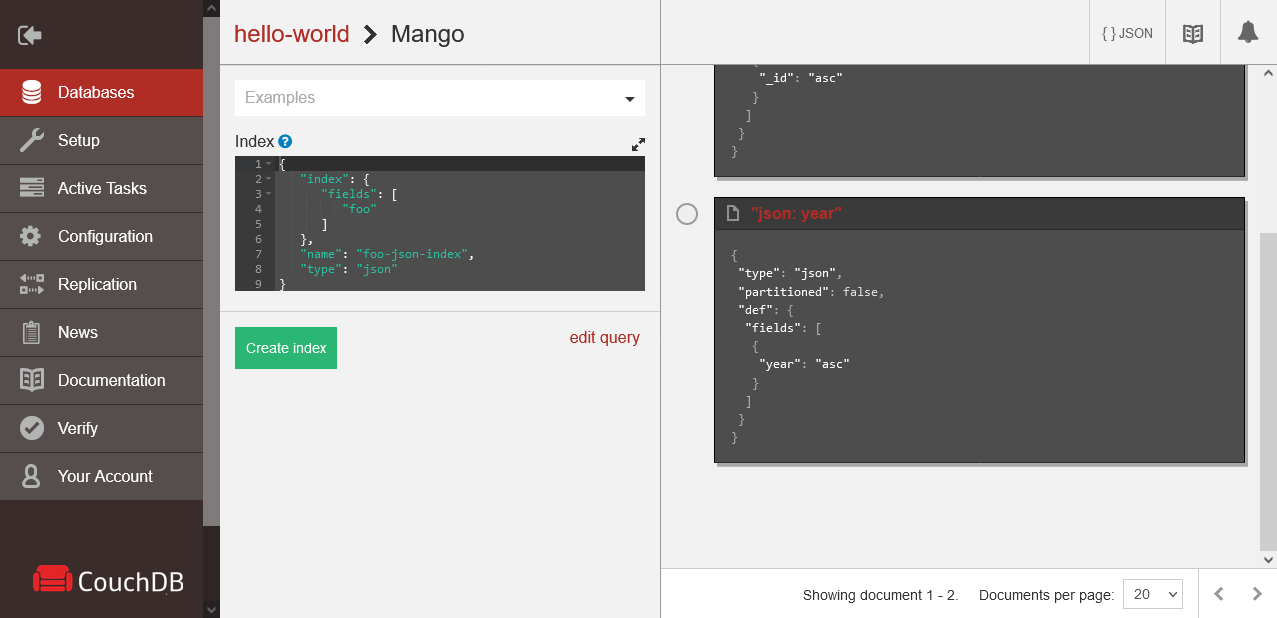 hello-world > Mango
{ } JSON
Databases
Setup
Active Tasks
Configuration
Replication
News
Documentation
Verify
Your Account
CouchDB
Examples
Index ?
1 {
2 "index": {
3 "fields": [
4 "foo"
5 ]
6 },
7 "name": "foo-json-index",
8 "type": "json"
9 }
Create index
edit query
"_id": "asc"
}
]
}
}
"json: year"
{
"type": "json",
"partitioned": false,
"def": {
"fields": [
{
"year": "asc"
}
]
}
}
Showing document 1 - 2.
Documents per page: 20